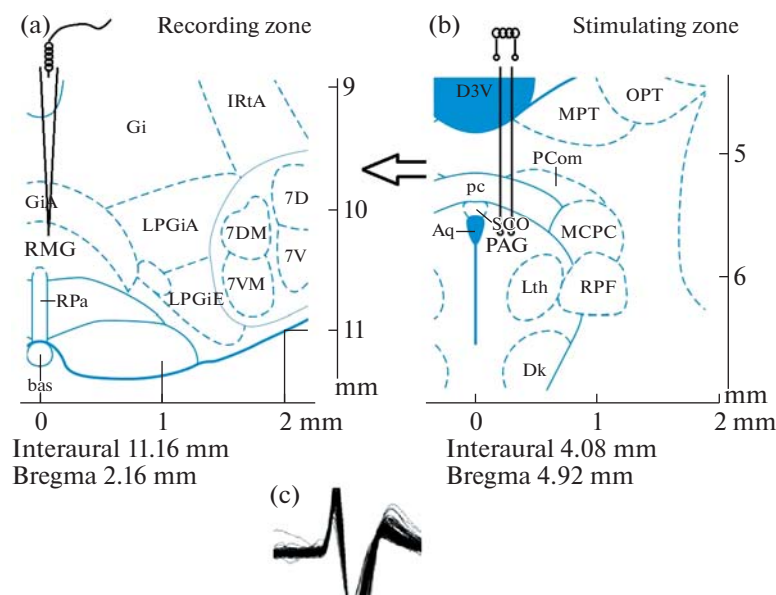 (a) Recording zone
9
Gi
IRtA
GiA
LPGiA
7D
10
7DM
RMG
7V
7VM
LPGiE
RPa
11
bas
mm
0 1 2 mm
Interaural 11.16 mm
Bregma 2.16 mm
(b) Stimulating zone
D3V
MPT
OPT
5
PCom
pc
SCO
Aq
PAG
MCPC
6
Lth
RPF
Dk
mm
0 1 2 mm
Interaural 4.08 mm
Bregma 4.92 mm
(c)